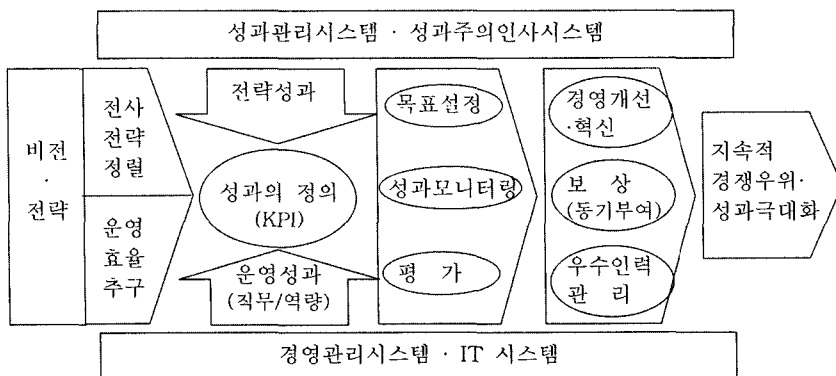 성과관리시스템 · 성과주의인사시스템
비전
·
전략
전사
전략
정렬
운영
효율
추구
전략성과
성과의 정의
(KPI)
운영성과
(직무/역량)
목표설정
성과모니터링
평 가
경영개선
·혁신
보 상
(동기부여)
우수인력
관 리
지속적
경쟁우위·
성과극대화
경영관리시스템 · IT 시스템